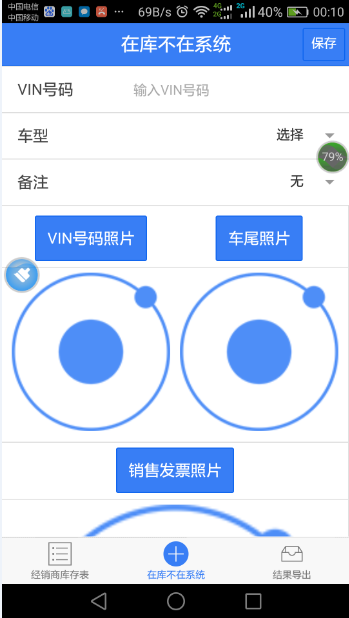 中国电信
中国移动
69B/s 4G 2G 2G 40% 00:10
在库不在系统 保存
VIN号码 输入VIN号码
车型 选择
79%
备注 无
VIN号码照片 车尾照片
销售发票照片
经销商库存表 在库不在系统 结果导出